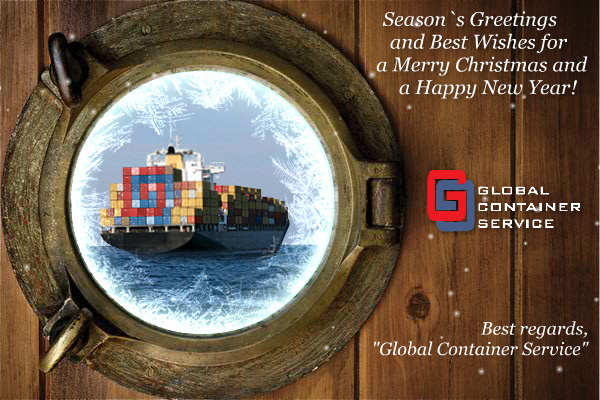 Season`s Greetings
and Best Wishes for
a Merry Christmas and
a Happy New Year!
GLOBAL
CONTAINER
SERVICE
Best regards,
"Global Container Service"